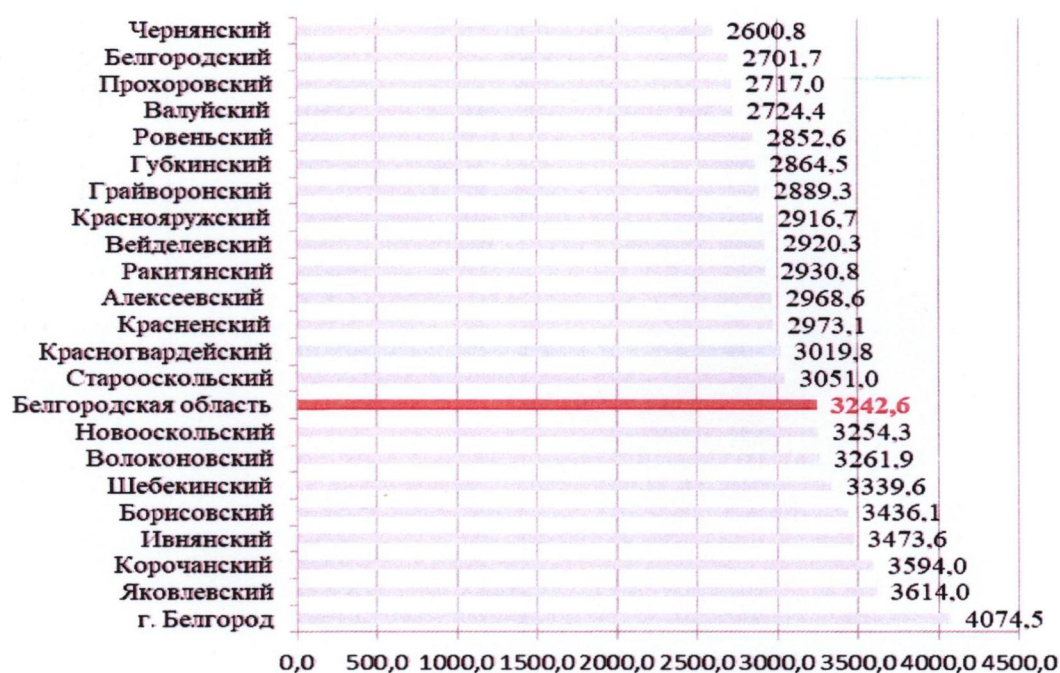 Чернянский 2600,8
Белгородский 2701,7
Прохоровский 2717,0
Валуйский 2724,4
Ровеньский 2852,6
Губкинский 2864,5
Грайворонский 2889,3
Краснояружский 2916,7
Вейделевский 2920,3
Ракитянский 2930,8
Алексеевский 2968,6
Красненский 2973,1
Красногвардейский 3019,8
Старооскольский 3051,0
Белгородская область 3242,6
Новооскольский 3254,3
Волоконовский 3261,9
Шебекинский 3339,6
Борисовский 3436,1
Ивнянский 3473,6
Корочанский 3594,0
Яковлевский 3614,0
г. Белгород 4074,5
0,0 500,0 1000,0 1500,0 2000,0 2500,0 3000,0 3500,0 4000,0 4500,0